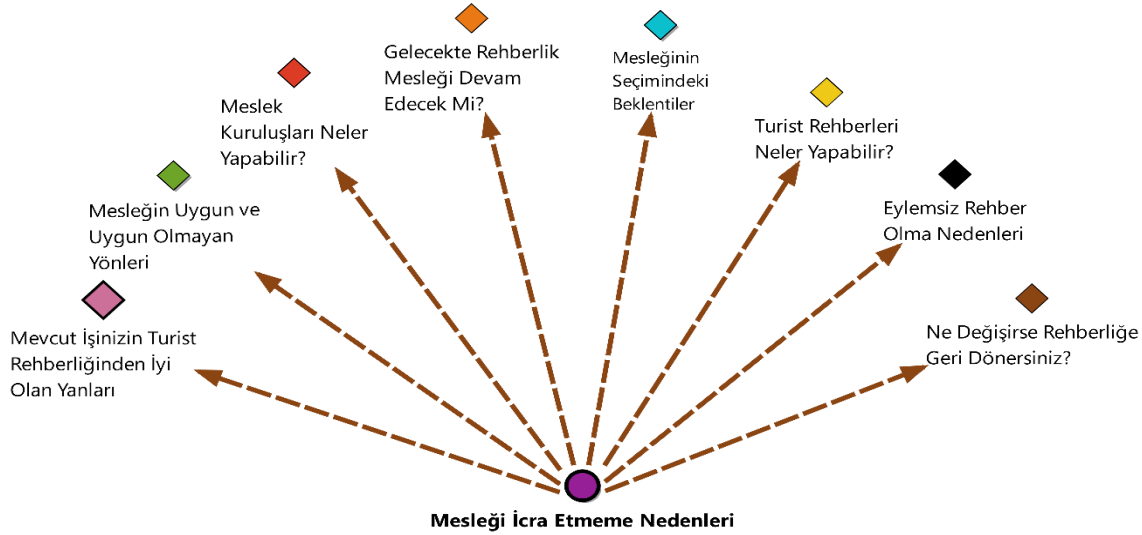 Gelecekte Rehberlik
Mesleği Devam
Edecek Mi?
Mesleğinin
Seçimindeki
Beklentiler
Meslek
Kuruluşları Neler
Yapabilir?
Turist Rehberleri
Neler Yapabilir?
Mesleğin Uygun ve
Uygun Olmayan
Yönleri
Eylemsiz Rehber
Olma Nedenleri
Mevcut İşinizin Turist
Rehberliğinden İyi
Olan Yanları
Ne Değişirse Rehberliğe
Geri Dönersiniz?
Mesleği İcra Etmeme Nedenleri